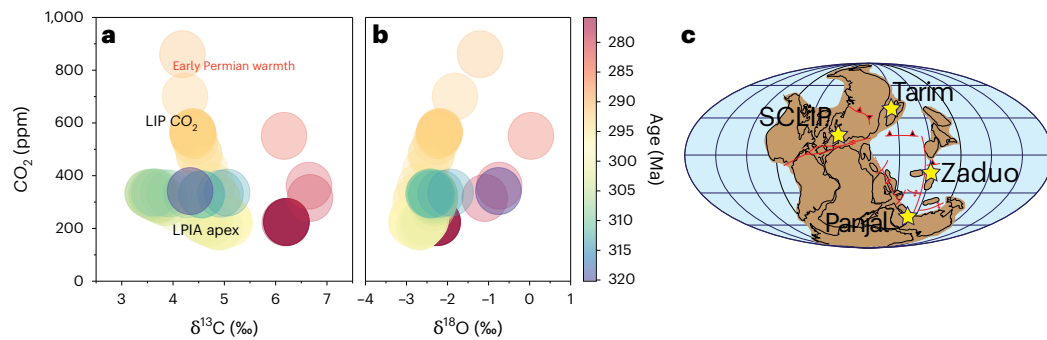 a
b
c
1,000
800
600
400
200
0
CO2 (ppm)
Early Permian warmth
LIP CO2
LPIA apex
3 4 5 6 7
δ13C (‰)
−4 −3 −2 −1 0 1
δ18O (‰)
280
285
290
295
300
305
310
315
320
Age (Ma)
Tarim
SCLIP
Zaduo
Panjal